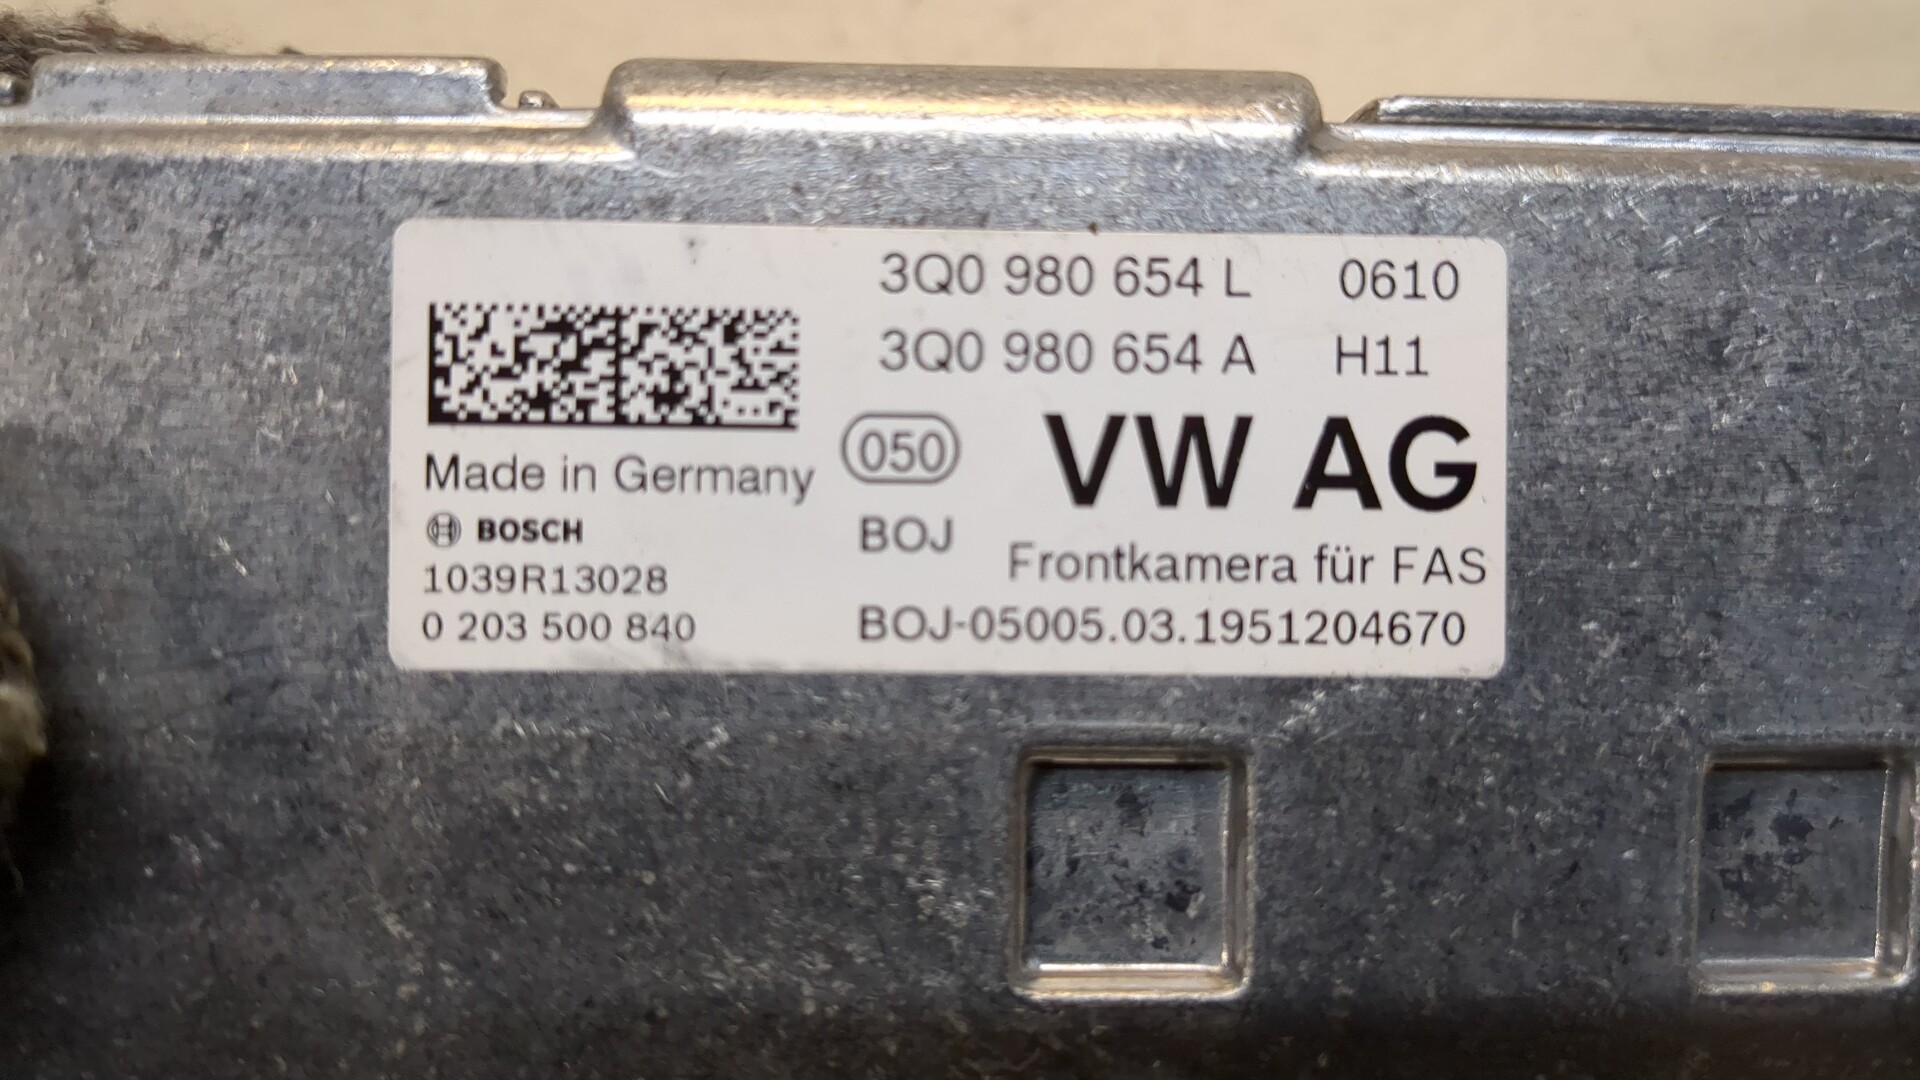 3Q0 980 654 L 0610
3Q0 980 654 A H11
050
VW AG
Made in Germany
BOSCH
BOJ
Frontkamera für FAS
1039R13028
0 203 500 840
BOJ-05005.03.1951204670